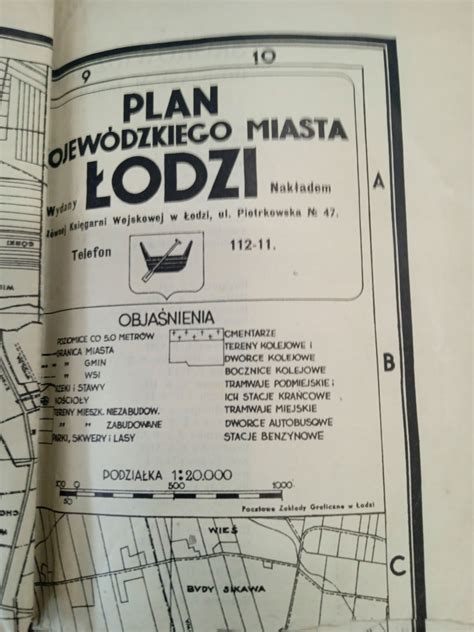 9 10
PLAN
OJEWÓDZKIEGO MIASTA
ŁODZI
Wydany Nakładem
Księgarni Wojskowej w Łodzi, ul. Piotrkowska № 47.
Telefon 112-11.
A
OBJAŚNIENIA
POZIOMICE CO 5.0 METRÓW
GRANICA MIASTA
" " GMIN
" " WSI
RZEKI i STAWY
KOŚCIOŁY
TERENY MIESZK. NIEZABUDOW.
" " ZABUDOWANE
PARKI, SKWERY i LASY
CMENTARZE
TERENY KOLEJOWE I
DWORCE KOLEJOWE
BOCZNICE KOLEJOWE
TRAMWAJE PODMIEJSKIE;
ICH STACJE KRAŃCOWE
TRAMWAJE MIEJSKIE
DWORCE AUTOBUSOWE
STACJE BENZYNOWE
B
PODZIAŁKA 1:20.000
0 500 1000
Pocztowe Zakłady Graficzne w Łodzi
WIEŚ
BUDY SIKAWA
C